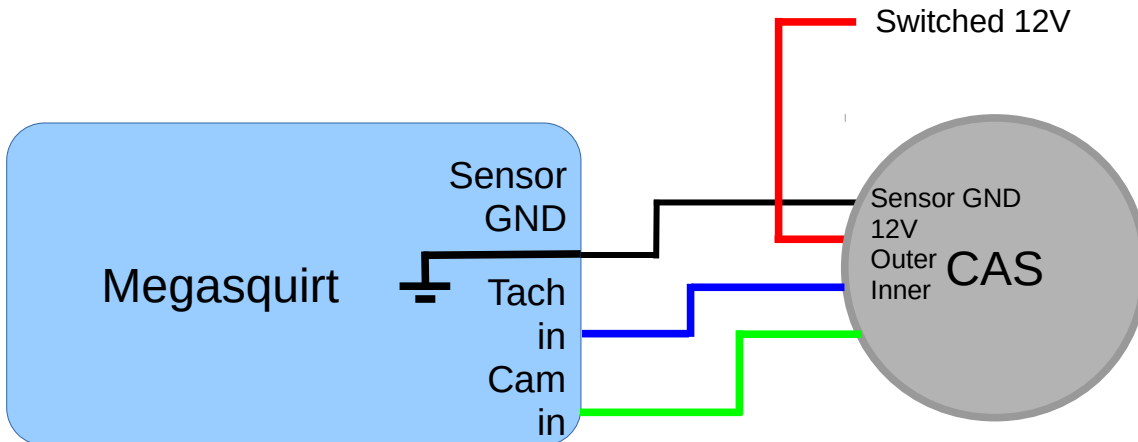 Switched 12V
Sensor
GND
Megasquirt
Tach
in
Cam
in
Sensor GND
12V
Outer
Inner
CAS